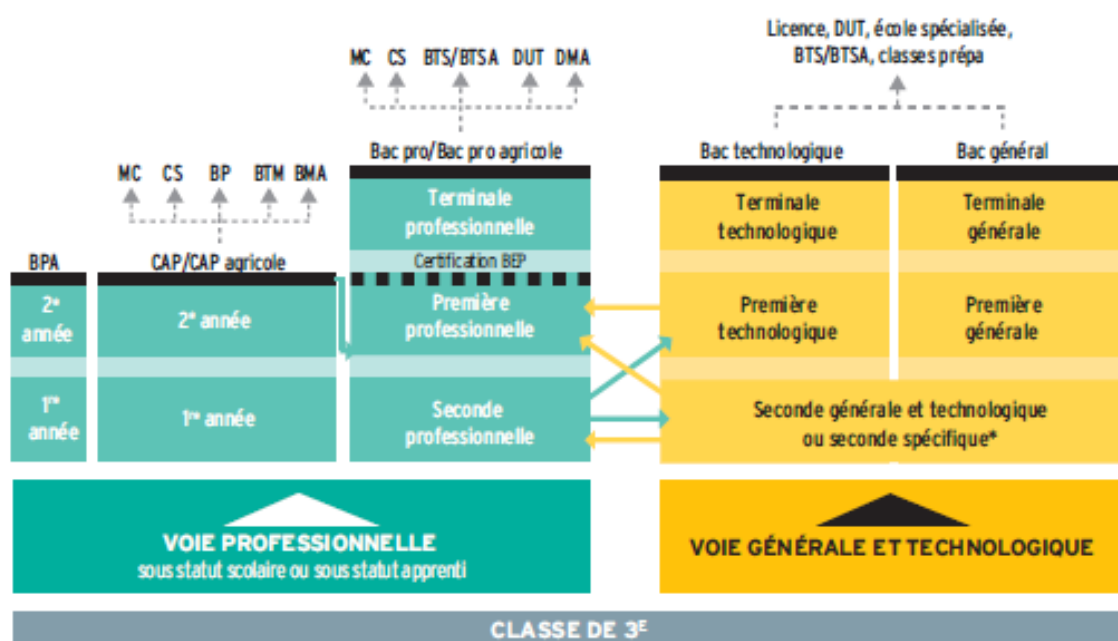 Licence, DUT, école spécialisée,
BTS/BTSA, classes prépa
MC CS BTS/BTSA DUT DMA
Bac pro/Bac pro agricole
Bac technologique
Bac général
MC CS BP BTM BMA
Terminale
professionnelle
Terminale
technologique
Terminale
générale
BPA
CAP/CAP agricole
Certification BEP
2e
année
2e année
Première
professionnelle
Première
technologique
Première
générale
1re
année
1re année
Seconde
professionnelle
Seconde générale et technologique
ou seconde spécifique*
VOIE PROFESSIONNELLE
sous statut scolaire ou sous statut apprenti
VOIE GÉNÉRALE ET TECHNOLOGIQUE
CLASSE DE 3E